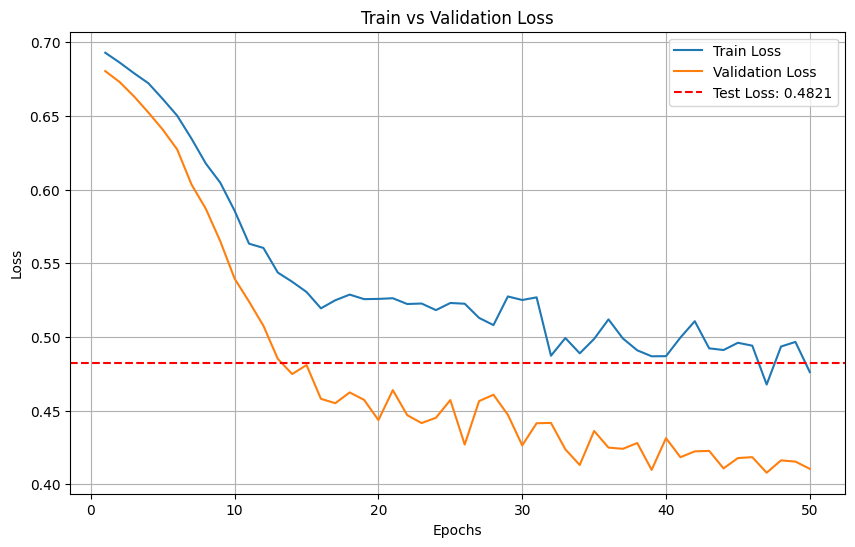 Train vs Validation Loss
Train Loss
Validation Loss
Test Loss: 0.4821
Loss
0.70
0.65
0.60
0.55
0.50
0.45
0.40
0
10
20
30
40
50
Epochs